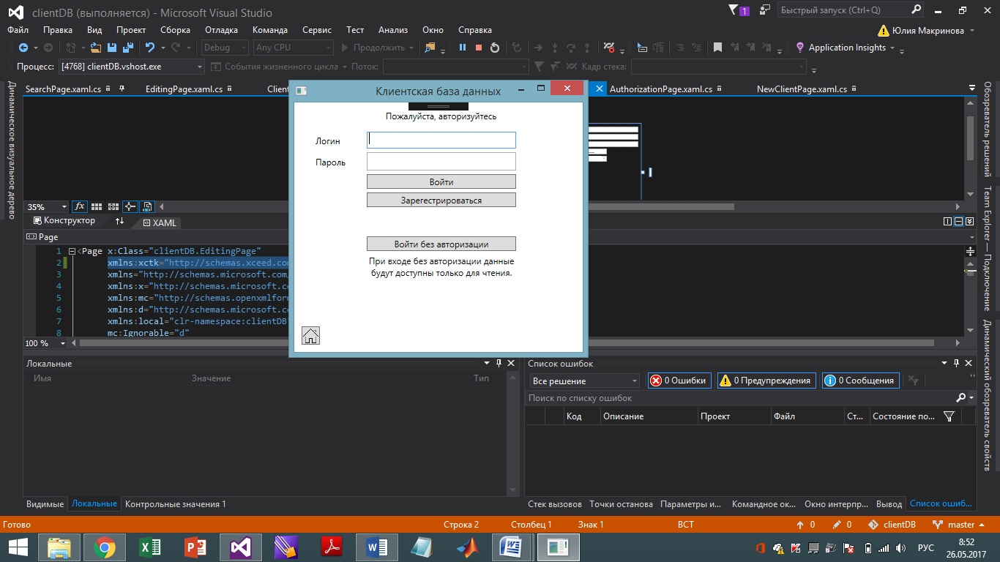 clientDB (выполняется) - Microsoft Visual Studio
1
Быстрый запуск (Ctrl+Q)
Файл Правка Вид Проект Сборка Отладка Команда Сервис Тест Анализ Окно Справка
Юлия Макринова
Debug Any CPU Продолжить Application Insights
Процесс: [4768] clientDB.vshost.exe События жизненного цикла Поток: Кадр стека:
SearchPage.xaml.cs EditingPage.xaml.cs Clien AuthorizationPage.xaml.cs NewClientPage.xaml.cs
Динамическое визуальное дерево
Клиентская база данных
Пожалуйста, авторизуйтесь
Логин
Пароль
Войти
Зарегестрироваться
Войти без авторизации
При входе без авторизации данные
будут доступны только для чтения.
35% fx
Конструктор XAML
Page
1 <Page x:Class="clientDB.EditingPage"
2 xmlns:xctk="http://schemas.xceed.com
3 xmlns="http://schemas.microsoft.com/
4 xmlns:x="http://schemas.microsoft.co
5 xmlns:mc="http://schemas.openxmlform
6 xmlns:d="http://schemas.microsoft.co
7 xmlns:local="clr-namespace:clientDB"
8 mc:Ignorable="d"
100 %
Обозреватель решений
Team Explorer — Подключение
Динамический обозреватель свойств
Локальные
Имя Значение Тип
Список ошибок
Все решение 0 Ошибки 0 Предупреждения 0 Сообщения
Поиск по списку ошибок
Код Описание Проект Файл Ст... Состояние по...
Видимые Локальные Контрольные значения 1
Стек вызовов Точки останова Параметры и... Командное ок... Окно интерпр... Вывод Список ошиб...
Готово Строка 2 Столбец 1 Знак 1 ВСТ 0 0 clientDB master
РУС
8:52
26.05.2017